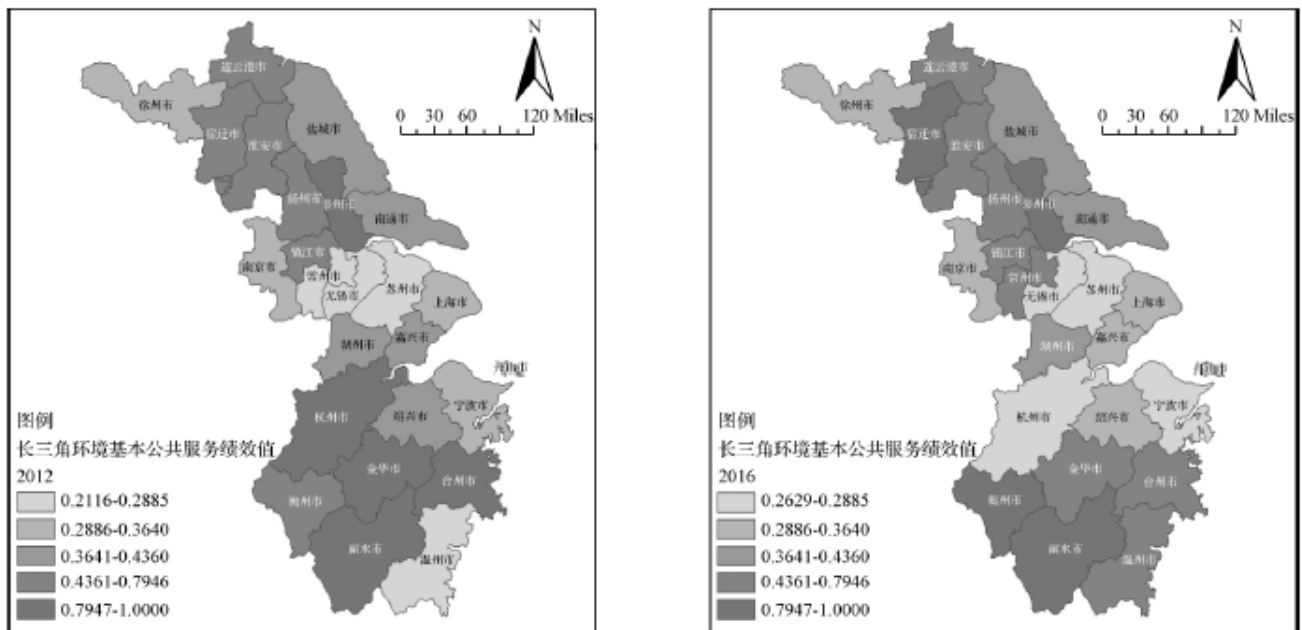 N
0 30 60 120 Miles
连云港市
徐州市
宿迁市
淮安市
盐城市
扬州市
泰州市
南通市
镇江市
南京市
常州市
无锡市
苏州市
上海市
湖州市
嘉兴市
杭州市
绍兴市
宁波市
金华市
台州市
衢州市
丽水市
温州市
图例
长三角环境基本公共服务绩效值
2012
0.2116-0.2885
0.2886-0.3640
0.3641-0.4360
0.4361-0.7946
0.7947-1.0000
N
0 30 60 120 Miles
连云港市
徐州市
宿迁市
淮安市
盐城市
扬州市
泰州市
南通市
镇江市
南京市
常州市
无锡市
苏州市
上海市
湖州市
嘉兴市
杭州市
绍兴市
宁波市
金华市
台州市
衢州市
丽水市
温州市
图例
长三角环境基本公共服务绩效值
2016
0.2629-0.2885
0.2886-0.3640
0.3641-0.4360
0.4361-0.7946
0.7947-1.0000